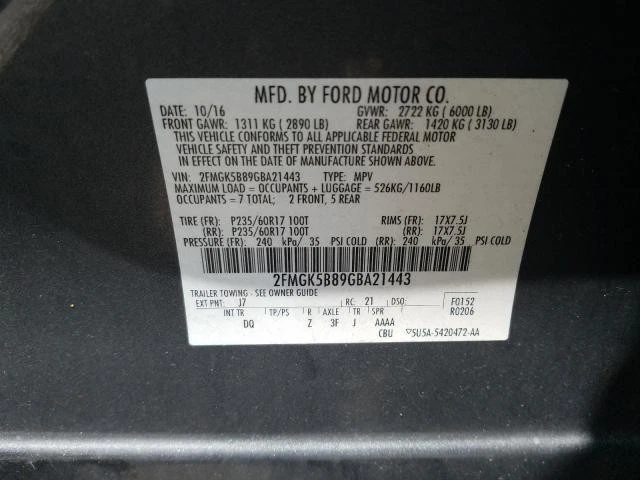 MFD. BY FORD MOTOR CO.
DATE: 10/16 GVWR: 2722 KG ( 6000 LB)
FRONT GAWR: 1311 KG ( 2890 LB) REAR GAWR: 1420 KG ( 3130 LB)
THIS VEHICLE CONFORMS TO ALL APPLICABLE FEDERAL MOTOR
VEHICLE SAFETY AND THEFT PREVENTION STANDARDS
IN EFFECT ON THE DATE OF MANUFACTURE SHOWN ABOVE.
VIN: 2FMGK5B89GBA21443 TYPE: MPV
MAXIMUM LOAD = OCCUPANTS + LUGGAGE = 526KG/1160LB
OCCUPANTS = 7 TOTAL; 2 FRONT, 5 REAR
TIRE (FR): P235/60R17 100T RIMS (FR): 17X7.5J
(RR): P235/60R17 100T (RR): 17X7.5J
PRESSURE (FR): 240 kPa/ 35 PSI COLD (RR): 240 kPa/ 35 PSI COLD
2FMGK5B89GBA21443
TRAILER TOWING - SEE OWNER GUIDE
EXT PNT: J7 RC: 21 DSO: F0152
INT TR TP/PS R AXLE TR SPR R0206
DQ Z 3F J AAAA
CBU ▽5U5A-5420472-AA